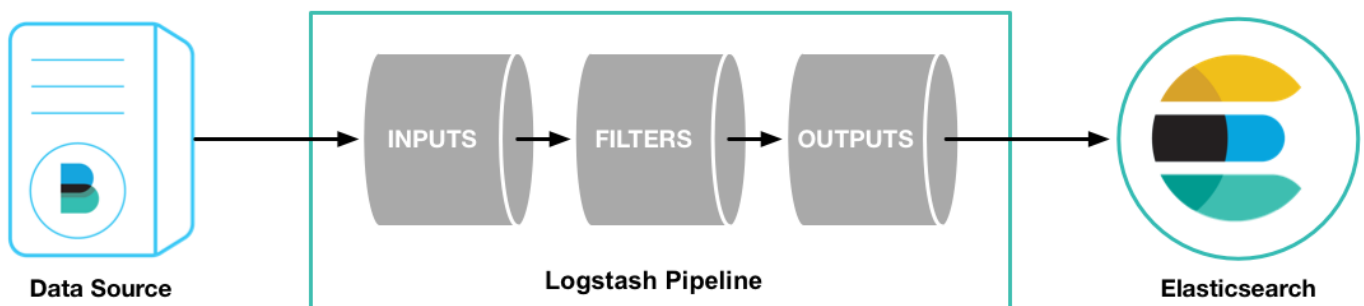 INPUTS
FILTERS
OUTPUTS
Data Source
Logstash Pipeline
Elasticsearch